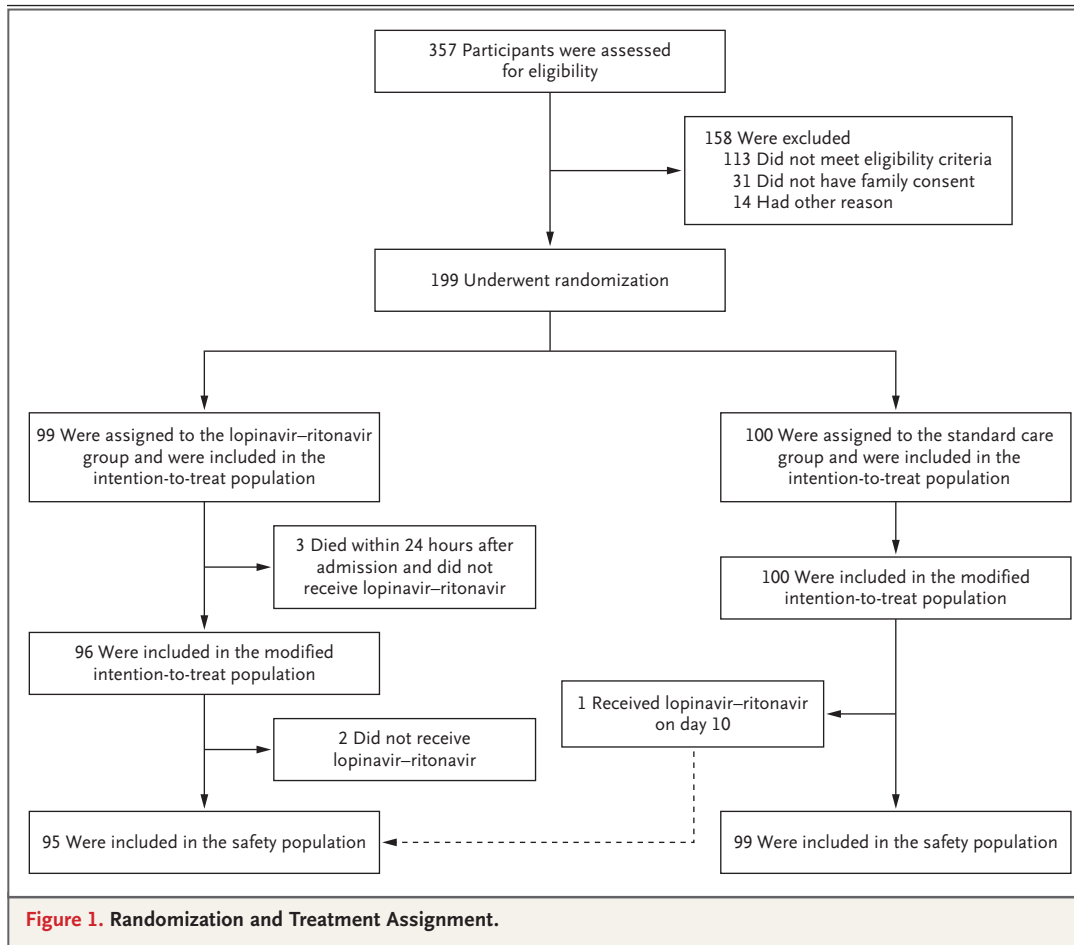 357 Participants were assessed
for eligibility
158 Were excluded
113 Did not meet eligibility criteria
31 Did not have family consent
14 Had other reason
199 Underwent randomization
99 Were assigned to the lopinavir–ritonavir
group and were included in the
intention-to-treat population
100 Were assigned to the standard care
group and were included in the
intention-to-treat population
3 Died within 24 hours after
admission and did not
receive lopinavir–ritonavir
100 Were included in the modified
intention-to-treat population
96 Were included in the modified
intention-to-treat population
1 Received lopinavir–ritonavir
on day 10
2 Did not receive
lopinavir–ritonavir
95 Were included in the safety population
99 Were included in the safety population
Figure 1. Randomization and Treatment Assignment.